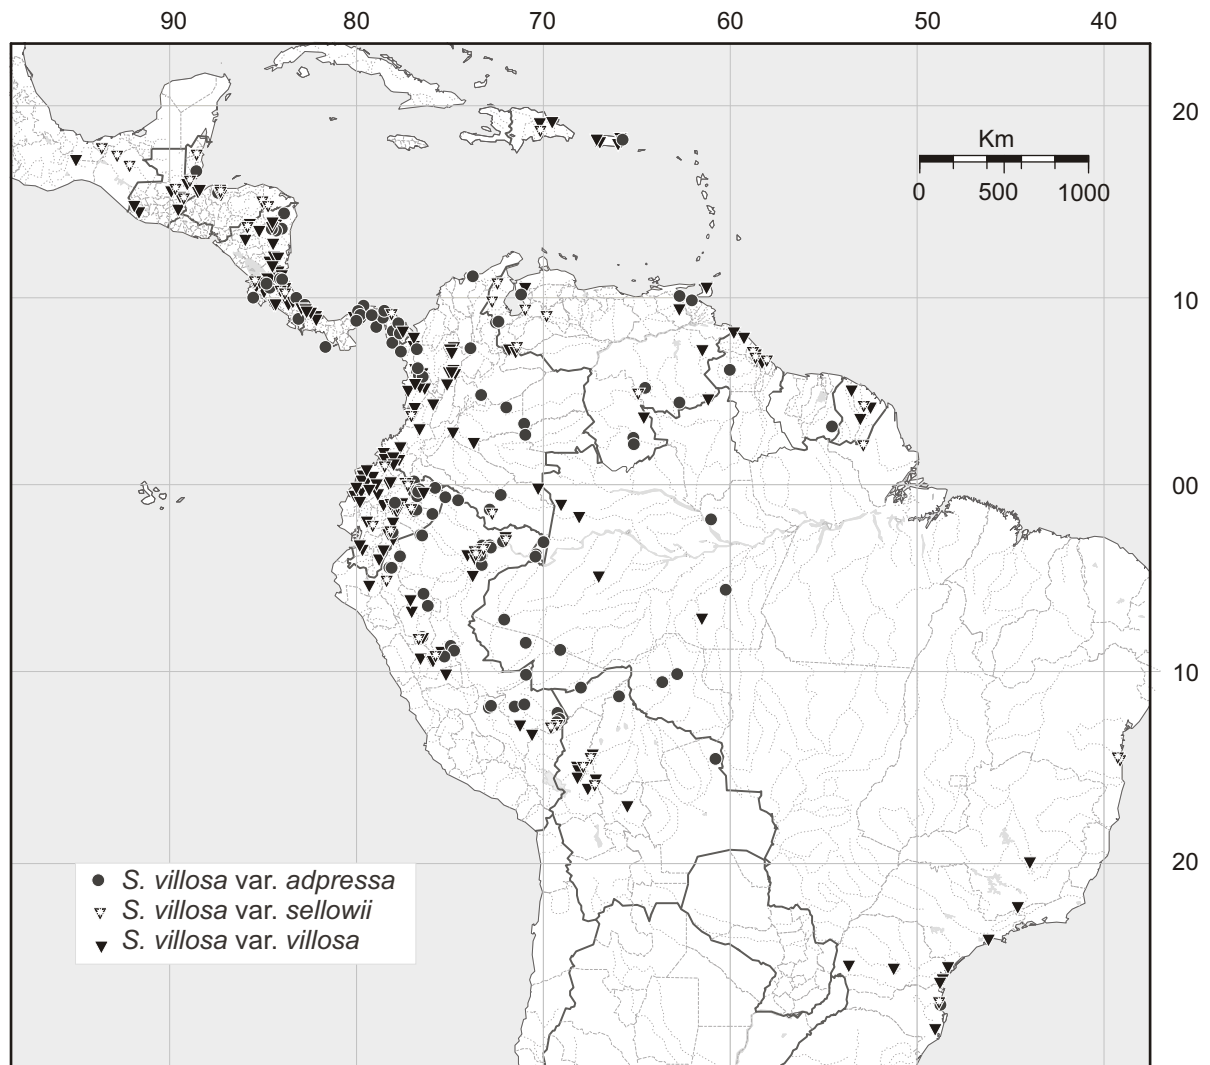 90 80 70 60 50 40
20
Km
0 500 1000
10
00
10
20
S. villosa var. adpressa
S. villosa var. sellowii
S. villosa var. villosa